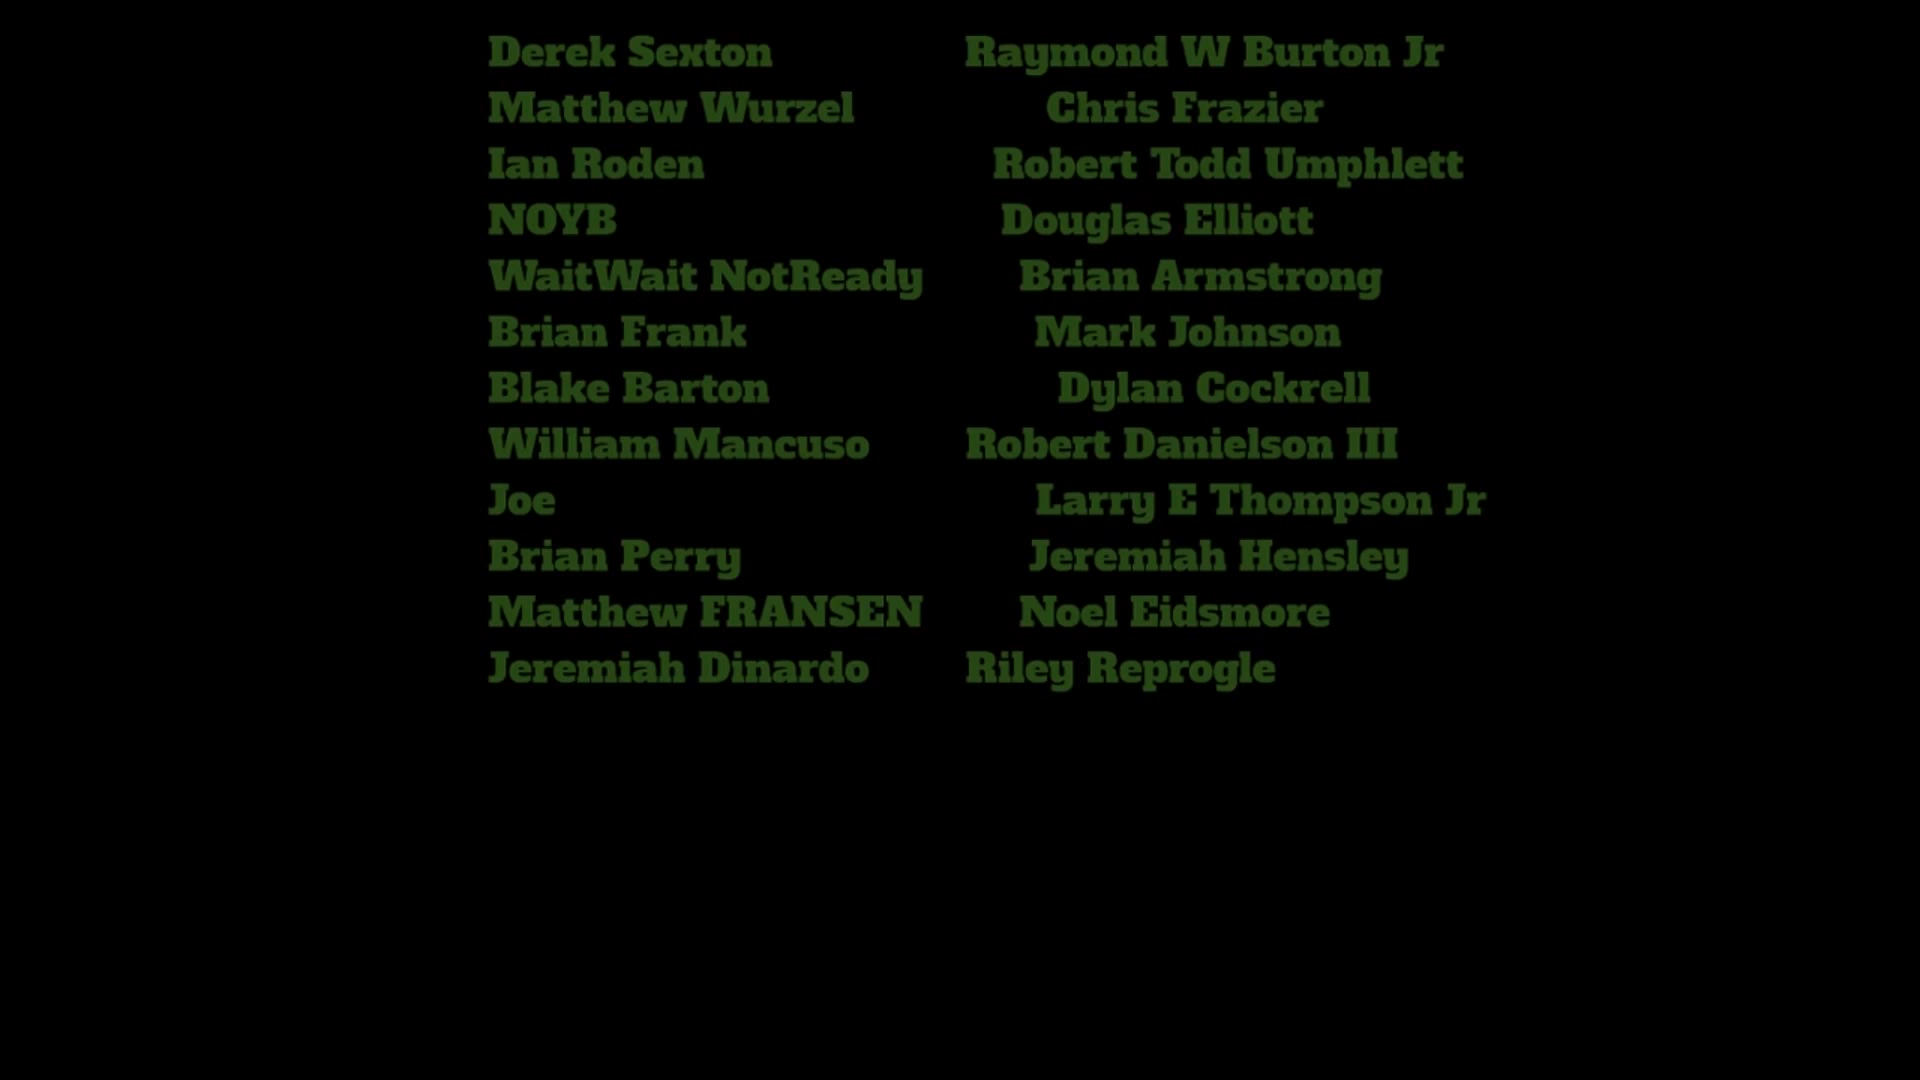 Derek Sexton Raymond W Burton Jr
Matthew Wurzel Chris Frazier
Ian Roden Robert Todd Umphlett
NOYB Douglas Elliott
WaitWait NotReady Brian Armstrong
Brian Frank Mark Johnson
Blake Barton Dylan Cockrell
William Mancuso Robert Danielson III
Joe Larry E Thompson Jr
Brian Perry Jeremiah Hensley
Matthew FRANSEN Noel Eidsmore
Jeremiah Dinardo Riley Reprogle